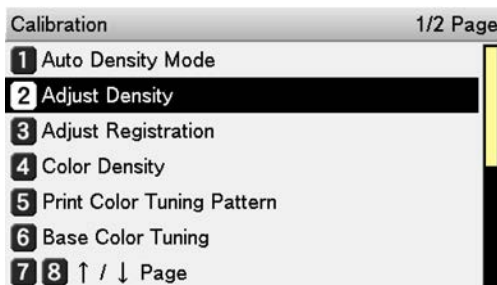 Calibration 1/2 Page
1 Auto Density Mode
2 Adjust Density
3 Adjust Registration
4 Color Density
5 Print Color Tuning Pattern
6 Base Color Tuning
7 8 ↑ / ↓ Page